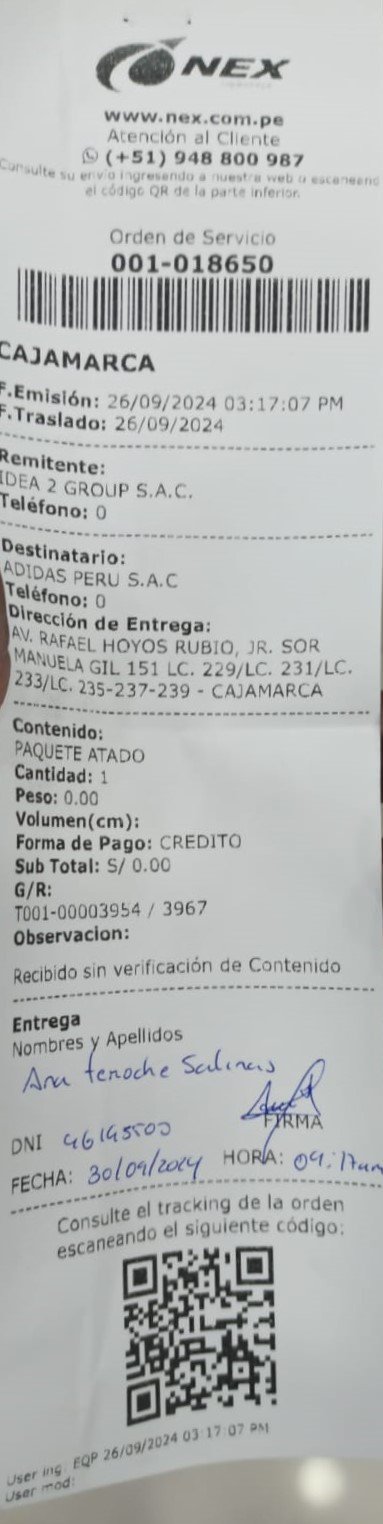 NEX
www.nex.com.pe
Atención al Cliente
(+51) 948 800 987
Consulte su envio ingresando a nuestra web o escaneando
el código QR de la parte inferior.
Orden de Servicio
001-018650
CAJAMARCA
F.Emisión: 26/09/2024 03:17:07 PM
F.Traslado: 26/09/2024
Remitente:
IDEA 2 GROUP S.A.C.
Teléfono: 0
Destinatario:
ADIDAS PERU S.A.C
Teléfono: 0
Dirección de Entrega:
AV. RAFAEL HOYOS RUBIO, JR. SOR
MANUELA GIL 151 LC. 229/LC. 231/LC.
233/LC. 235-237-239 - CAJAMARCA
Contenido:
PAQUETE ATADO
Cantidad: 1
Peso: 0.00
Volumen(cm):
Forma de Pago: CREDITO
Sub Total: S/ 0.00
G/R:
T001-00003954 / 3967
Observacion:
Recibido sin verificación de Contenido
Entrega
Nombres y Apellidos
Ana Salinas
FIRMA
DNI
FECHA: 30/09/2024 HORA: 09:17am
Consulte el tracking de la orden
escaneando el siguiente código:
User ing: EQP 26/09/2024 03:17:07 PM
User mod: